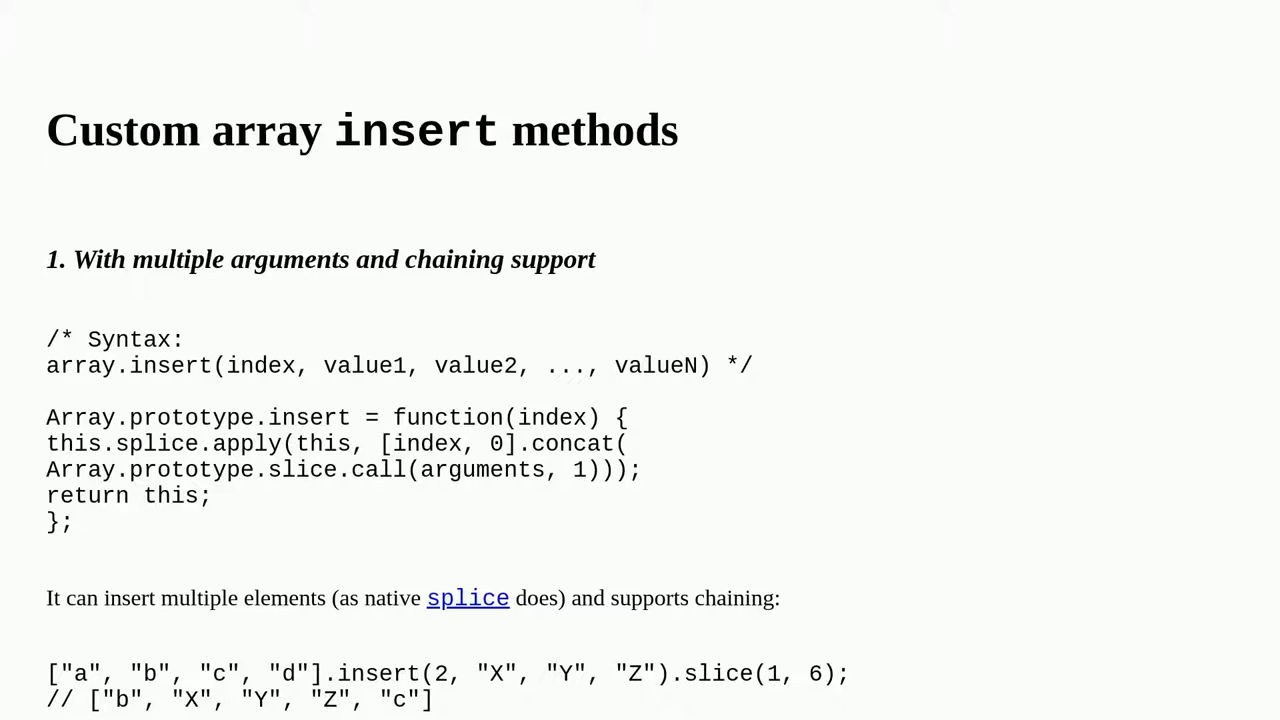 Custom array insert methods
1. With multiple arguments and chaining support
/* Syntax:
array.insert(index, value1, value2, ..., valueN) */
Array.prototype.insert = function(index) {
this.splice.apply(this, [index, 0].concat(
Array.prototype.slice.call(arguments, 1)));
return this;
};
It can insert multiple elements (as native splice does) and supports chaining:
["a", "b", "c", "d"].insert(2, "X", "Y", "Z").slice(1, 6);
// ["b", "X", "Y", "Z", "c"]